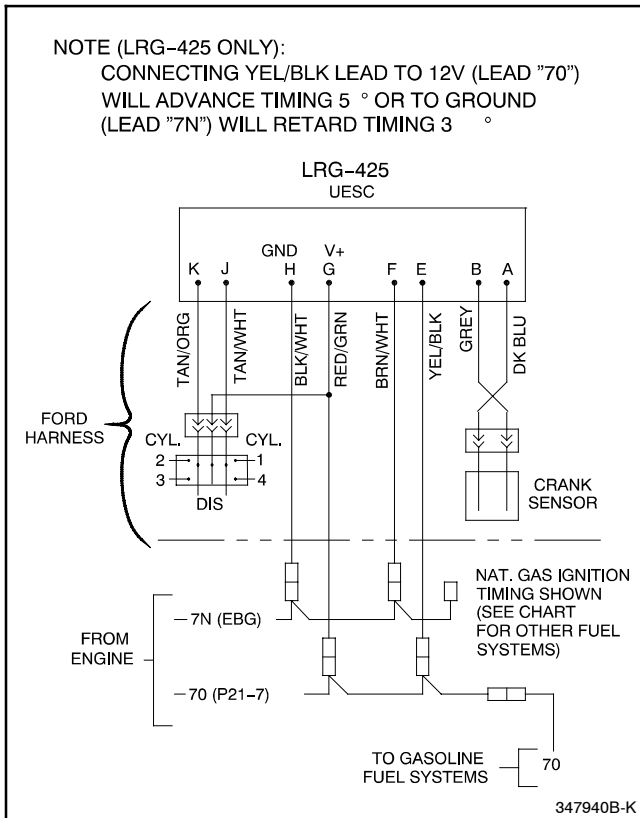 NOTE (LRG-425 ONLY):
CONNECTING YEL/BLK LEAD TO 12V (LEAD "70")
WILL ADVANCE TIMING 5 ° OR TO GROUND
(LEAD "7N") WILL RETARD TIMING 3 °
LRG-425
UESC
GND V+
K J H G F E B A
TAN/ORG
TAN/WHT
BLK/WHT
RED/GRN
BRN/WHT
YEL/BLK
GREY
DK BLU
FORD
HARNESS
CYL. CYL.
2 1
3 4
DIS
CRANK
SENSOR
NAT. GAS IGNITION
TIMING SHOWN
(SEE CHART
FOR OTHER FUEL
SYSTEMS)
FROM
ENGINE
7N (EBG)
70 (P21-7)
TO GASOLINE
FUEL SYSTEMS
70
347940B-K